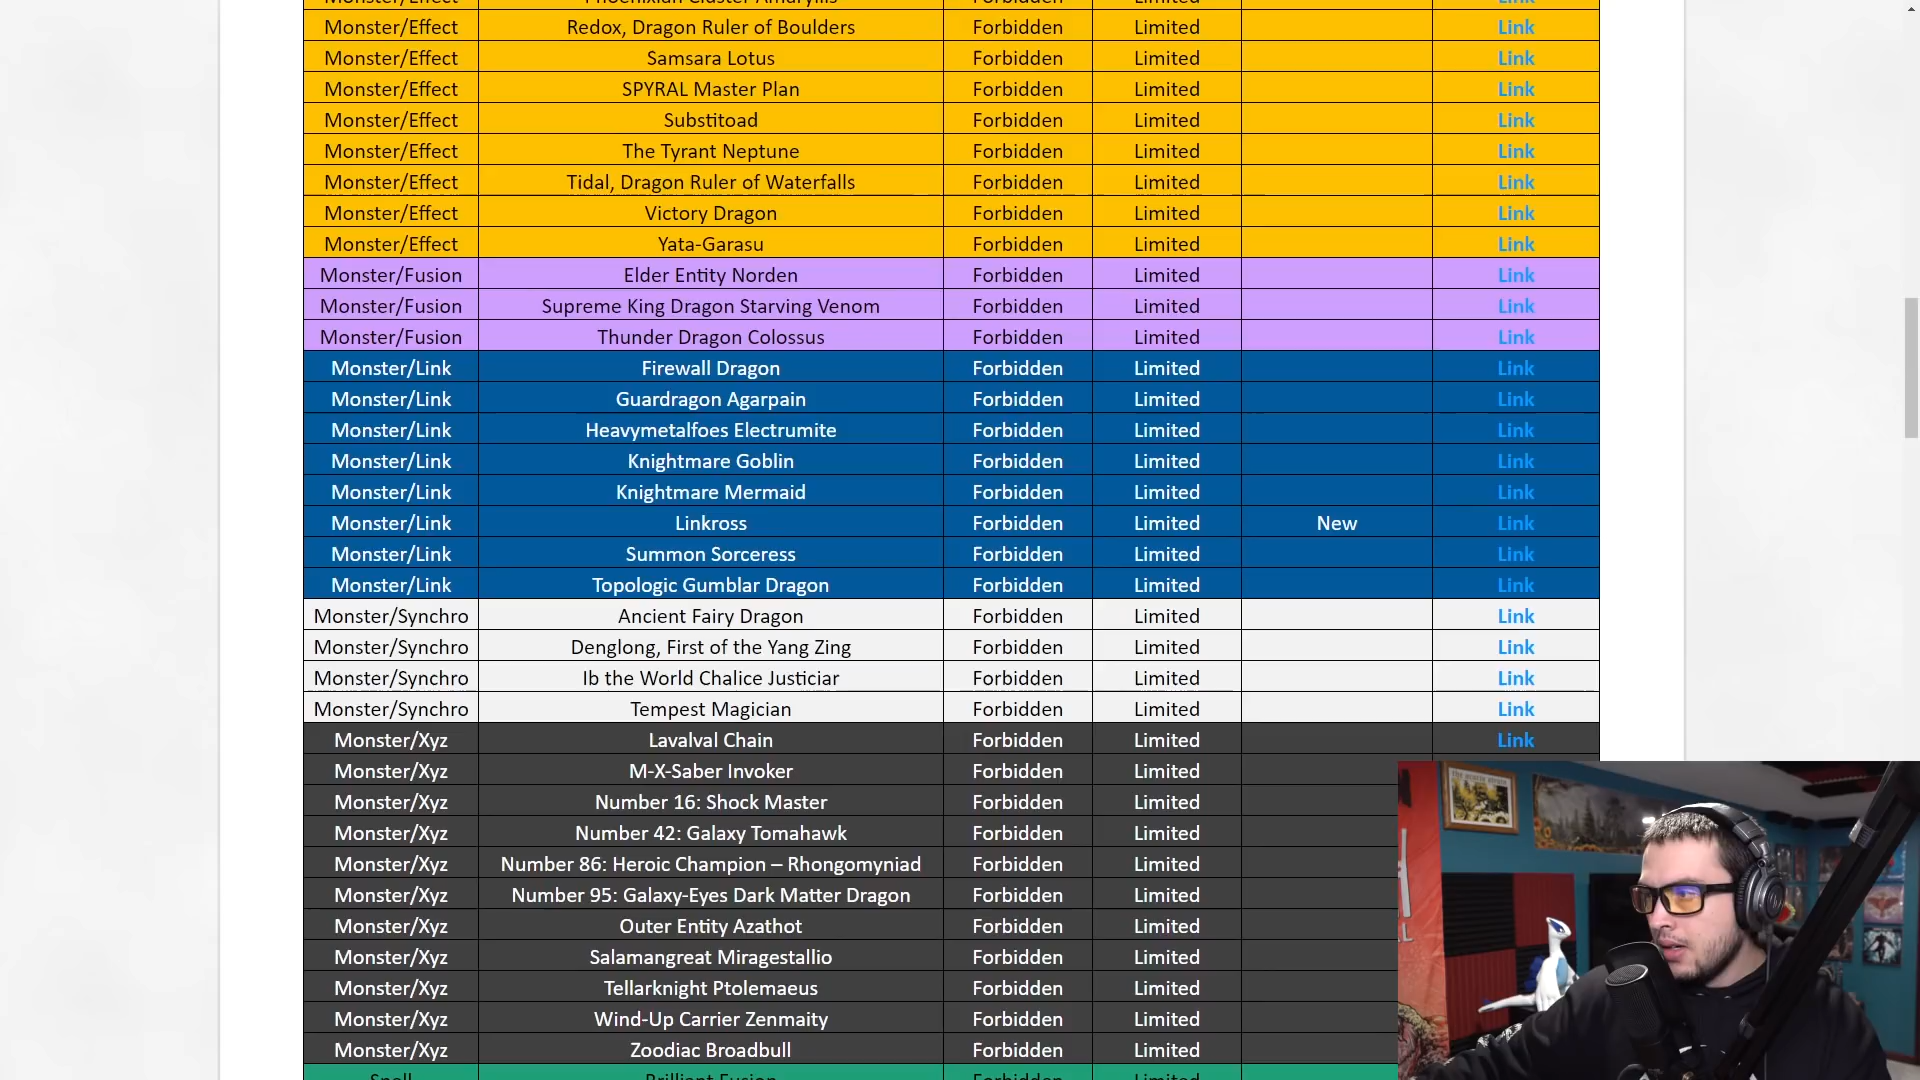 Monster/Effect Phoenixian Cluster Amaryllis Forbidden Limited Link
Monster/Effect Redox, Dragon Ruler of Boulders Forbidden Limited Link
Monster/Effect Samsara Lotus Forbidden Limited Link
Monster/Effect SPYRAL Master Plan Forbidden Limited Link
Monster/Effect Substitoad Forbidden Limited Link
Monster/Effect The Tyrant Neptune Forbidden Limited Link
Monster/Effect Tidal, Dragon Ruler of Waterfalls Forbidden Limited Link
Monster/Effect Victory Dragon Forbidden Limited Link
Monster/Effect Yata-Garasu Forbidden Limited Link
Monster/Fusion Elder Entity Norden Forbidden Limited Link
Monster/Fusion Supreme King Dragon Starving Venom Forbidden Limited Link
Monster/Fusion Thunder Dragon Colossus Forbidden Limited Link
Monster/Link Firewall Dragon Forbidden Limited Link
Monster/Link Guardragon Agarpain Forbidden Limited Link
Monster/Link Heavymetalfoes Electrumite Forbidden Limited Link
Monster/Link Knightmare Goblin Forbidden Limited Link
Monster/Link Knightmare Mermaid Forbidden Limited Link
Monster/Link Linkross Forbidden Limited New Link
Monster/Link Summon Sorceress Forbidden Limited Link
Monster/Link Topologic Gumblar Dragon Forbidden Limited Link
Monster/Synchro Ancient Fairy Dragon Forbidden Limited Link
Monster/Synchro Denglong, First of the Yang Zing Forbidden Limited Link
Monster/Synchro Ib the World Chalice Justiciar Forbidden Limited Link
Monster/Synchro Tempest Magician Forbidden Limited Link
Monster/Xyz Lavalval Chain Forbidden Limited Link
Monster/Xyz M-X-Saber Invoker Forbidden Limited
Monster/Xyz Number 16: Shock Master Forbidden Limited
Monster/Xyz Number 42: Galaxy Tomahawk Forbidden Limited
Monster/Xyz Number 86: Heroic Champion – Rhongomyniad Forbidden Limited
Monster/Xyz Number 95: Galaxy-Eyes Dark Matter Dragon Forbidden Limited
Monster/Xyz Outer Entity Azathot Forbidden Limited
Monster/Xyz Salamangreat Miragestallio Forbidden Limited
Monster/Xyz Tellarknight Ptolemaeus Forbidden Limited
Monster/Xyz Wind-Up Carrier Zenmaity Forbidden Limited
Monster/Xyz Zoodiac Broadbull Forbidden Limited
Spell Brilliant Fusion Forbidden Limited